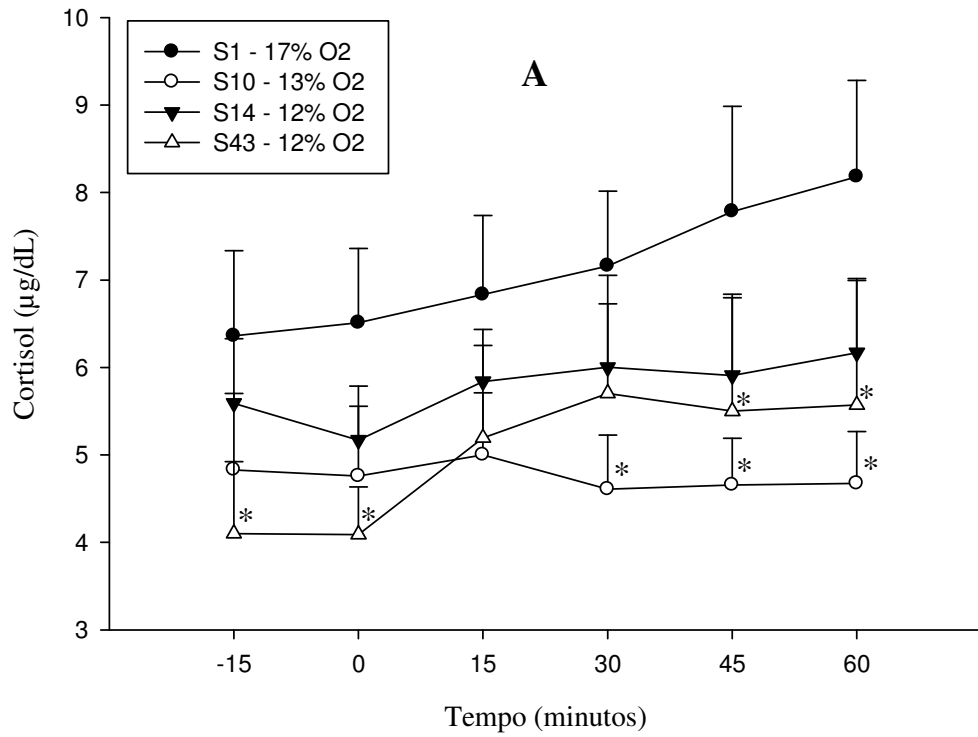 10
9
8
7
6
5
4
3
Cortisol (µg/dL)
S1 - 17% O2
S10 - 13% O2
S14 - 12% O2
S43 - 12% O2
A
*
*
*
*
*
*
*
-15 0 15 30 45 60
Tempo (minutos)